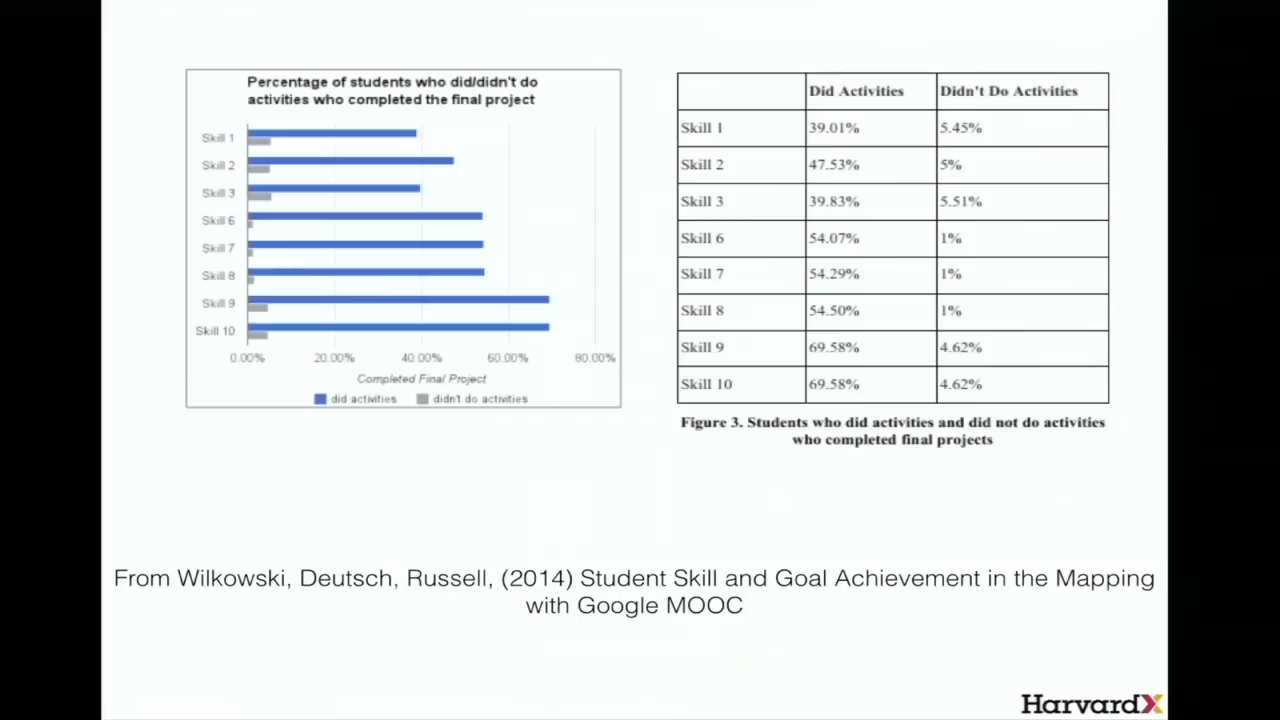 Percentage of students who did/didn't do
activities who completed the final project
Skill 1
Skill 2
Skill 3
Skill 6
Skill 7
Skill 8
Skill 9
Skill 10
0.00% 20.00% 40.00% 60.00% 80.00%
Completed Final Project
did activities didn't do activities
Did Activities Didn't Do Activities
Skill 1 39.01% 5.45%
Skill 2 47.53% 5%
Skill 3 39.83% 5.51%
Skill 6 54.07% 1%
Skill 7 54.29% 1%
Skill 8 54.50% 1%
Skill 9 69.58% 4.62%
Skill 10 69.58% 4.62%
Figure 3. Students who did activities and did not do activities
who completed final projects
From Wilkowski, Deutsch, Russell, (2014) Student Skill and Goal Achievement in the Mapping
with Google MOOC
HarvardX